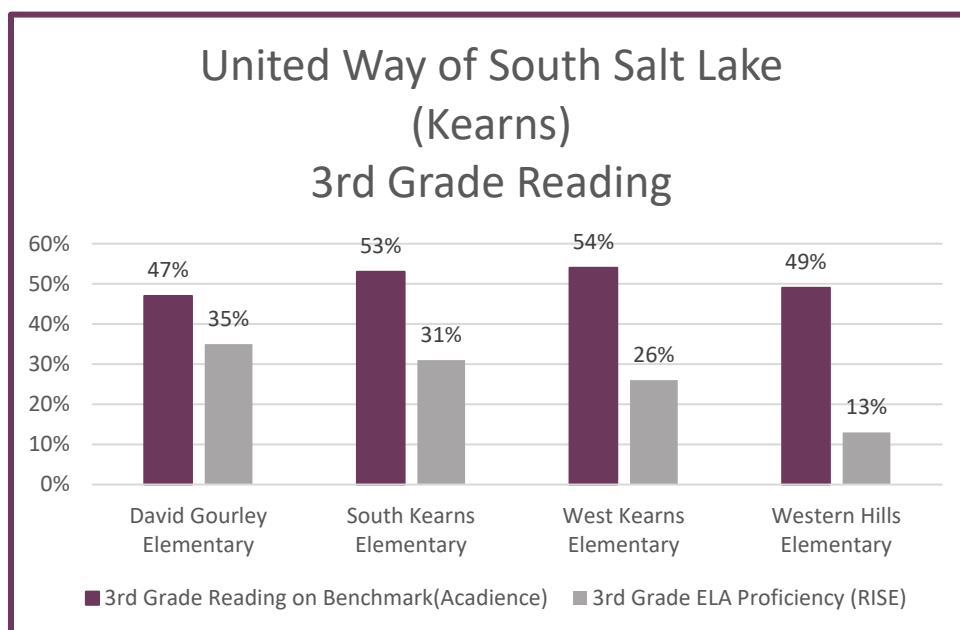 United Way of South Salt Lake
(Kearns)
3rd Grade Reading
60%
50%
40%
30%
20%
10%
0%
47%
35%
53%
31%
54%
26%
49%
13%
David Gourley
Elementary
South Kearns
Elementary
West Kearns
Elementary
Western Hills
Elementary
3rd Grade Reading on Benchmark(Acadience)
3rd Grade ELA Proficiency (RISE)